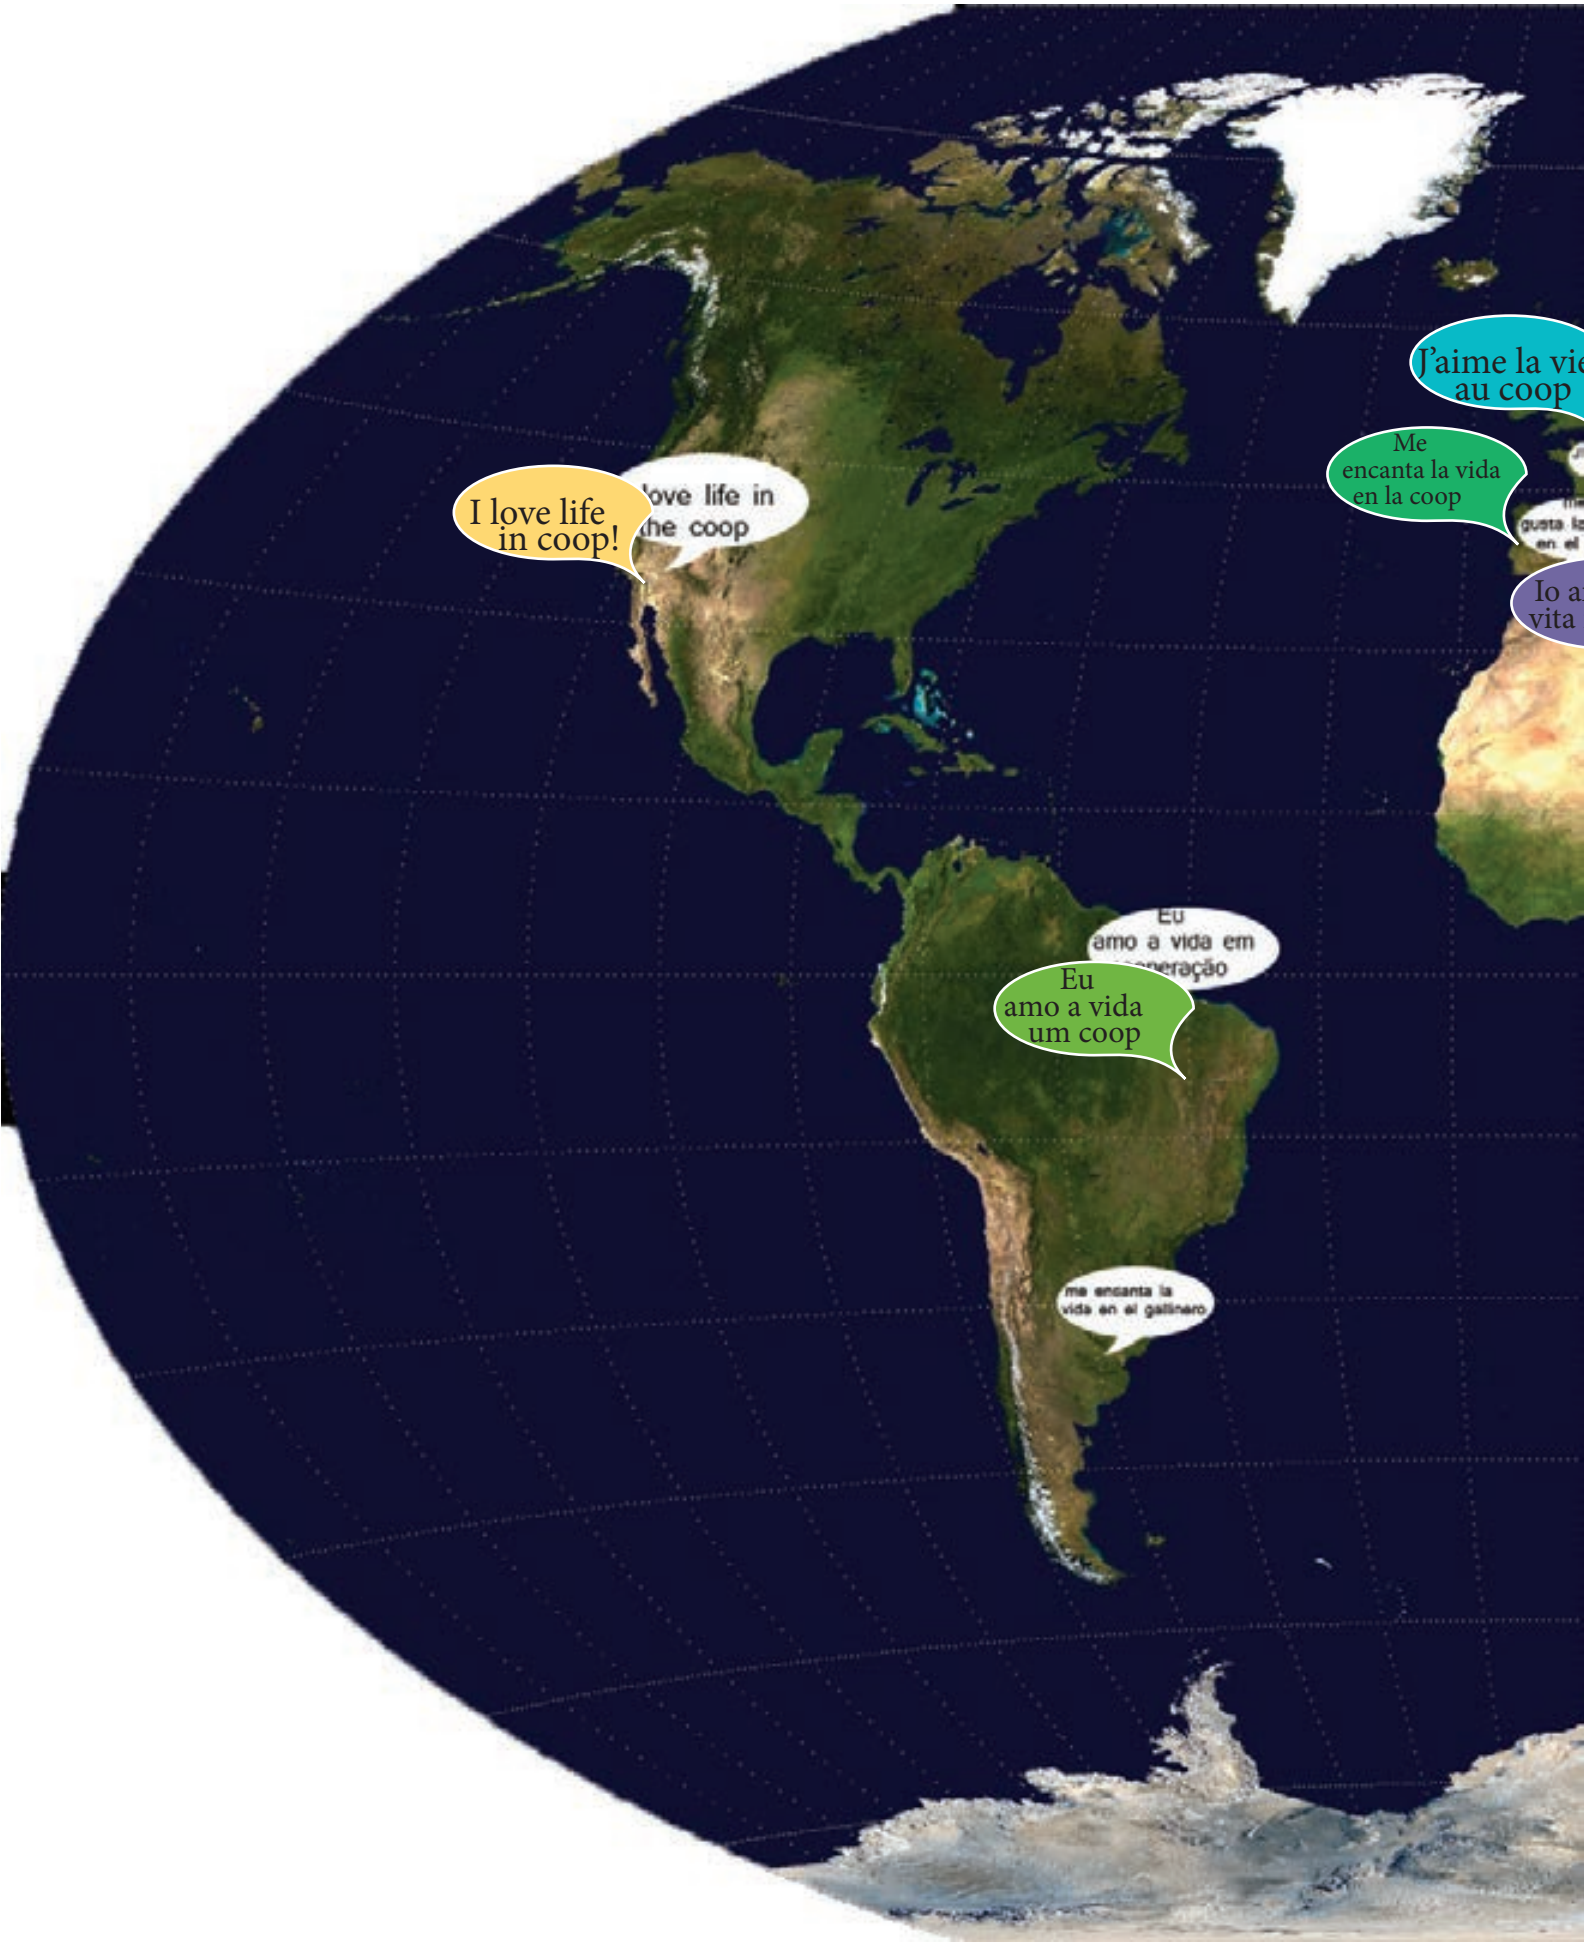 J'aime la vie
au coop
Me
encanta la vida
en la coop
gusta
en el
I love life
in coop!
love life in
the coop
Io
vita
Eu
amo a vida em
Eu
amo a vida
um coop
me encanta la
vida en el gallinero